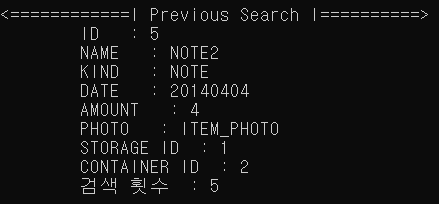 <============| Previous Search |==========>
ID : 5
NAME : NOTE2
KIND : NOTE
DATE : 20140404
AMOUNT : 4
PHOTO : ITEM_PHOTO
STORAGE ID : 1
CONTAINER ID : 2
검색 횟수 : 5